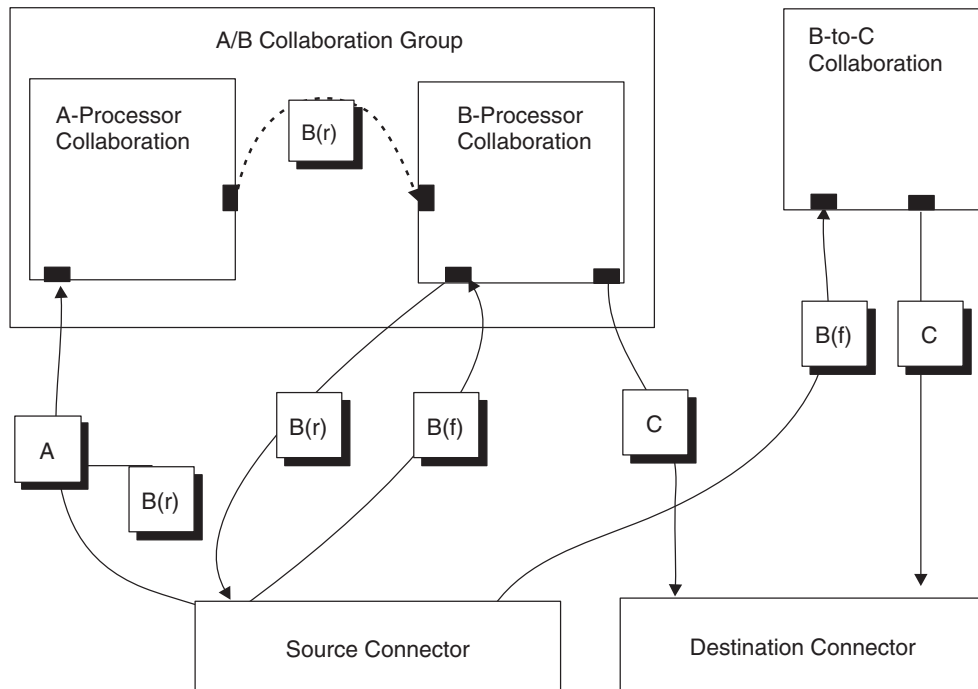 A/B Collaboration Group
B-to-C
Collaboration
A-Processor
Collaboration
B(r)
B-Processor
Collaboration
B(f)
C
B(r)
B(f)
C
A
B(r)
Source Connector
Destination Connector